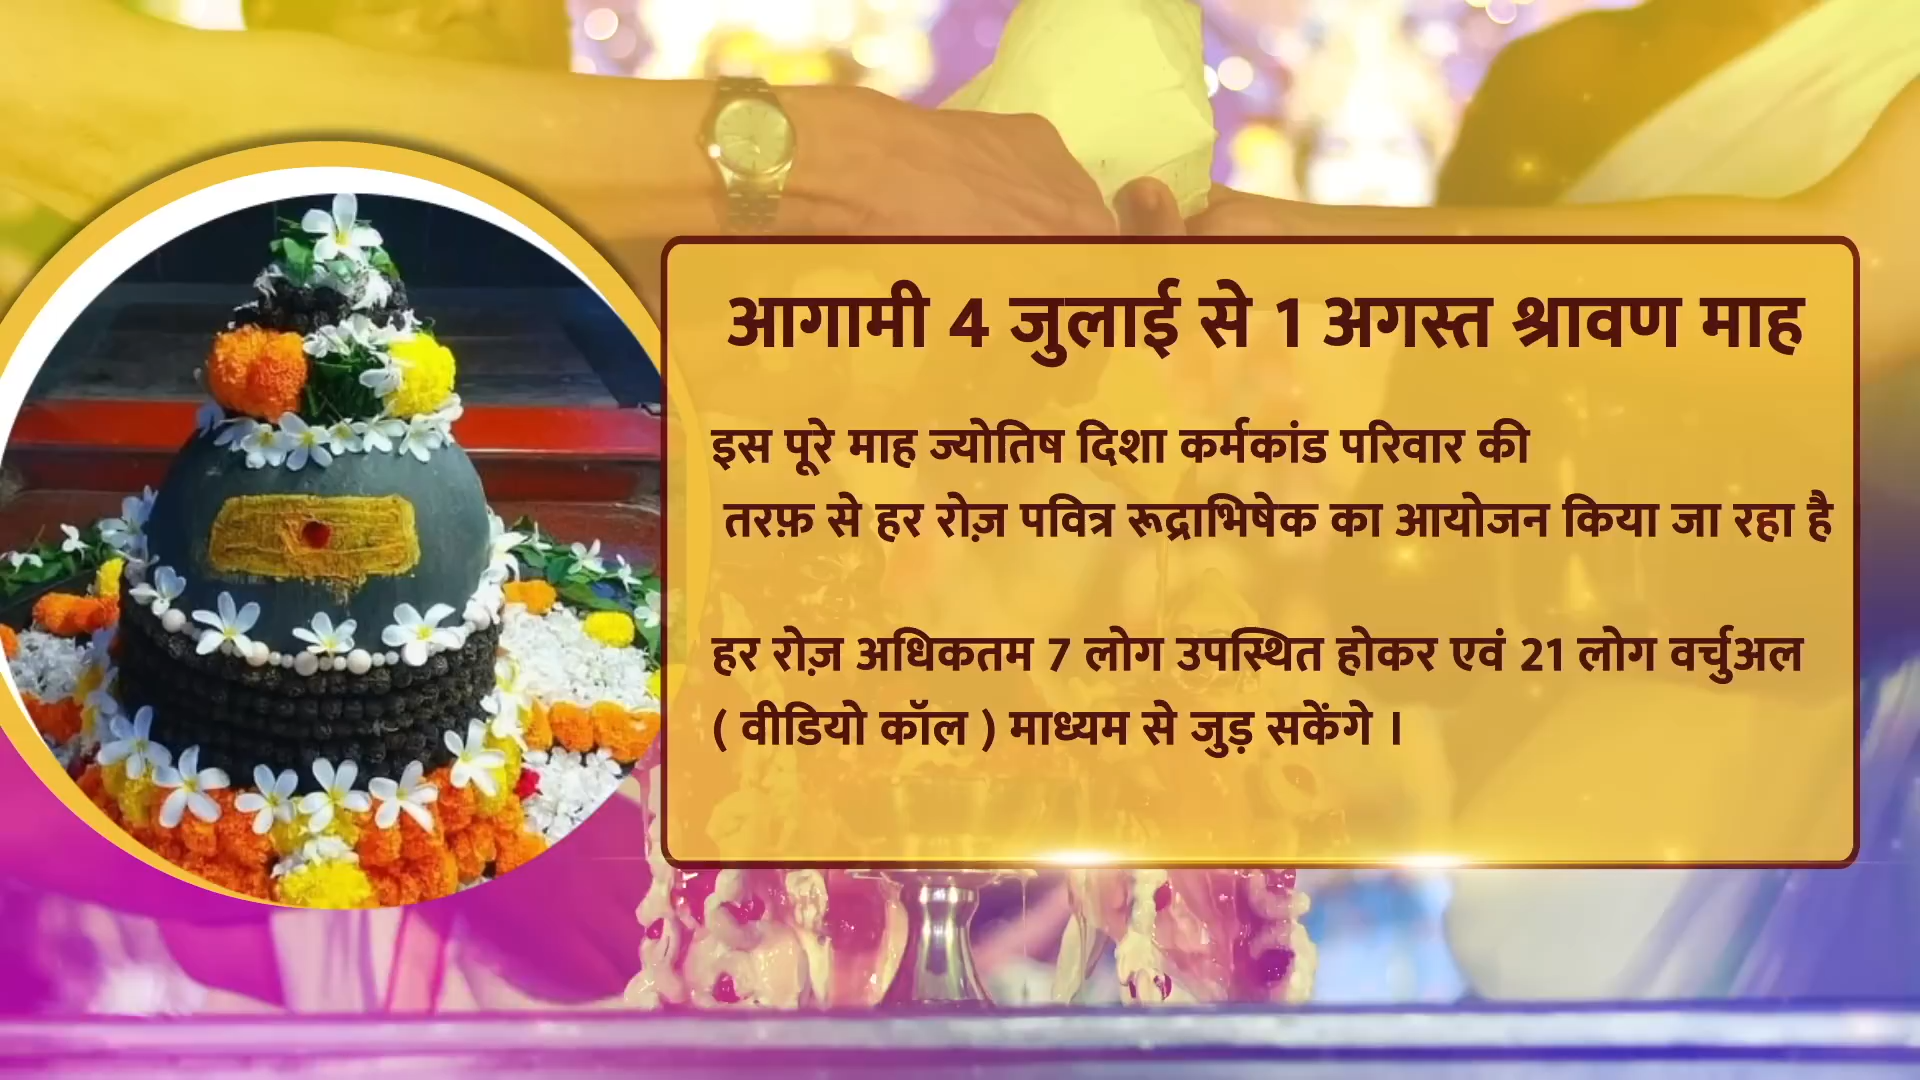 आगामी 4 जुलाई से 1 अगस्त श्रावण माह
इस पूरे माह ज्योतिष दिशा कर्मकांड परिवार की
तरफ़ से हर रोज़ पवित्र रूद्राभिषेक का आयोजन किया जा रहा है
हर रोज़ अधिकतम 7 लोग उपस्थित होकर एवं 21 लोग वर्चुअल
( वीडियो कॉल ) माध्यम से जुड़ सकेंगे ।